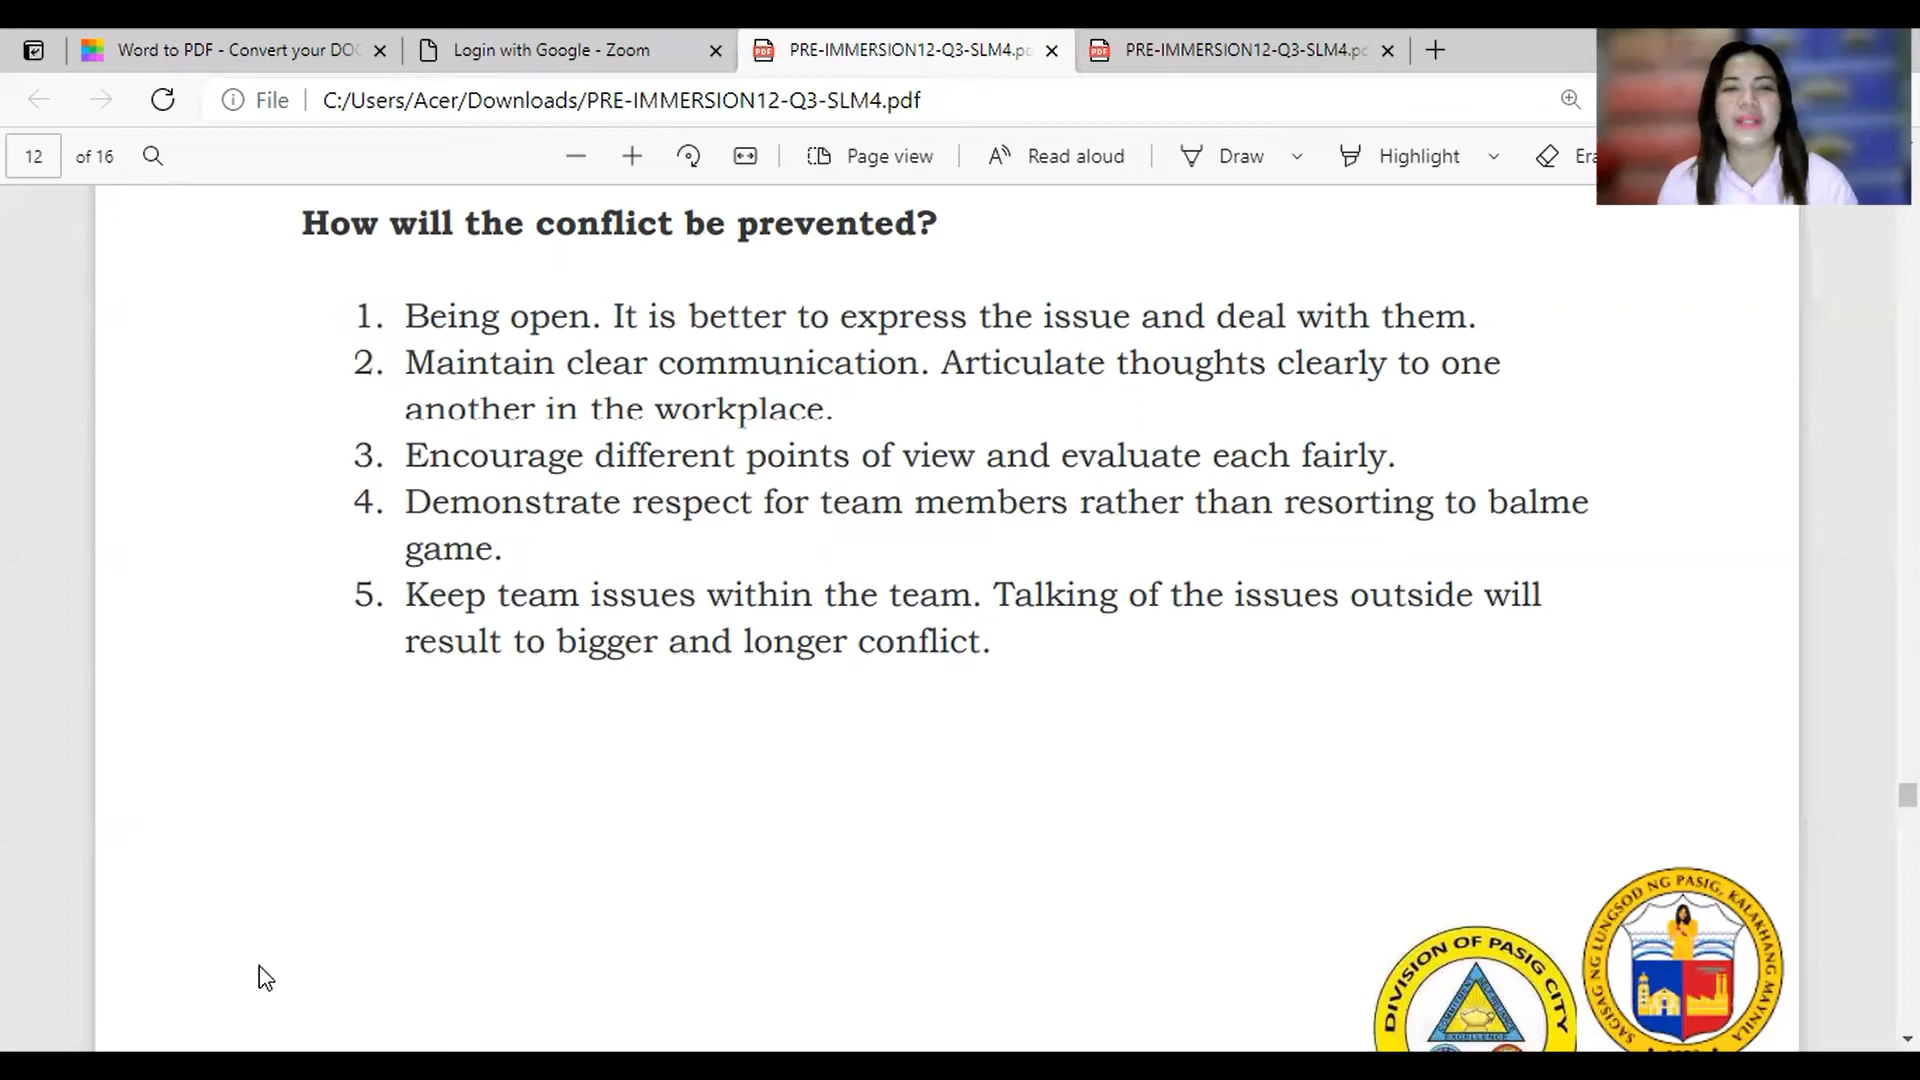 Word to PDF - Convert your DO
Login with Google - Zoom
PRE-IMMERSION12-Q3-SLM4.p
PRE-IMMERSION12-Q3-SLM4.p
File
C:/Users/Acer/Downloads/PRE-IMMERSION12-Q3-SLM4.pdf
12 of 16
Page view
Read aloud
Draw
Highlight
Era
How will the conflict be prevented?
1. Being open. It is better to express the issue and deal with them.
2. Maintain clear communication. Articulate thoughts clearly to one
another in the workplace.
3. Encourage different points of view and evaluate each fairly.
4. Demonstrate respect for team members rather than resorting to balme
game.
5. Keep team issues within the team. Talking of the issues outside will
result to bigger and longer conflict.
DIVISION OF PASIG CITY
EXCELLENCE
SAGISAG NG LUNGSOD NG PASIG, KALAKHANG MAYNILA